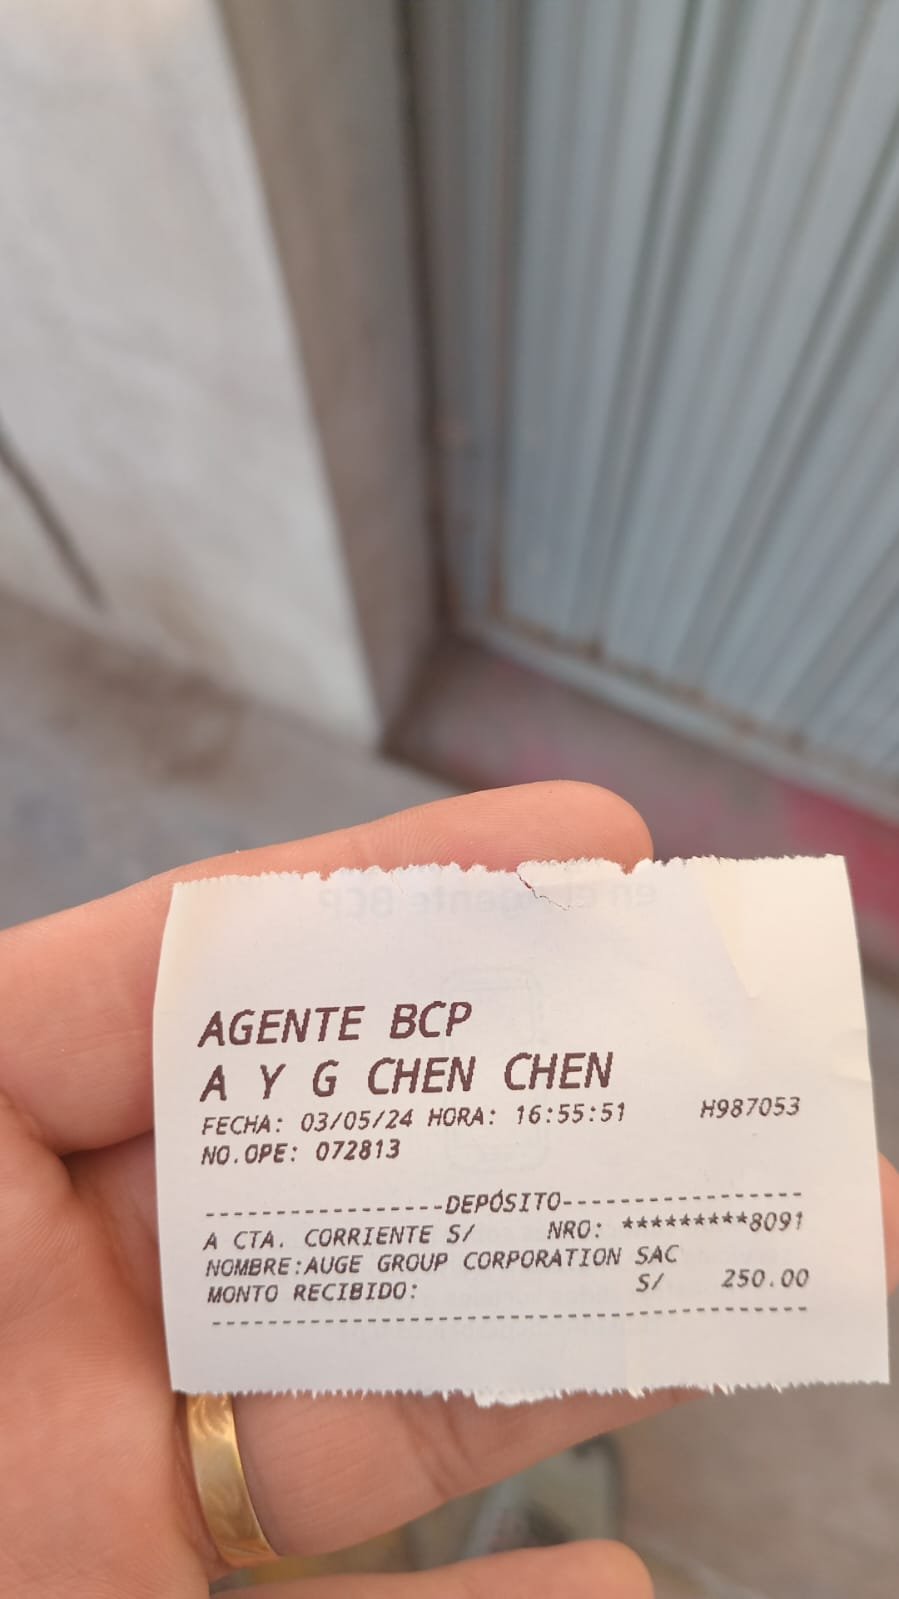 AGENTE BCP
A Y G CHEN CHEN
FECHA: 03/05/24 HORA: 16:55:51 H987053
NO.OPE: 072813
-----------------DEPÓSITO-----------------
A CTA. CORRIENTE S/ NRO: *********8091
NOMBRE:AUGE GROUP CORPORATION SAC
MONTO RECIBIDO: S/ 250.00
------------------------------------------